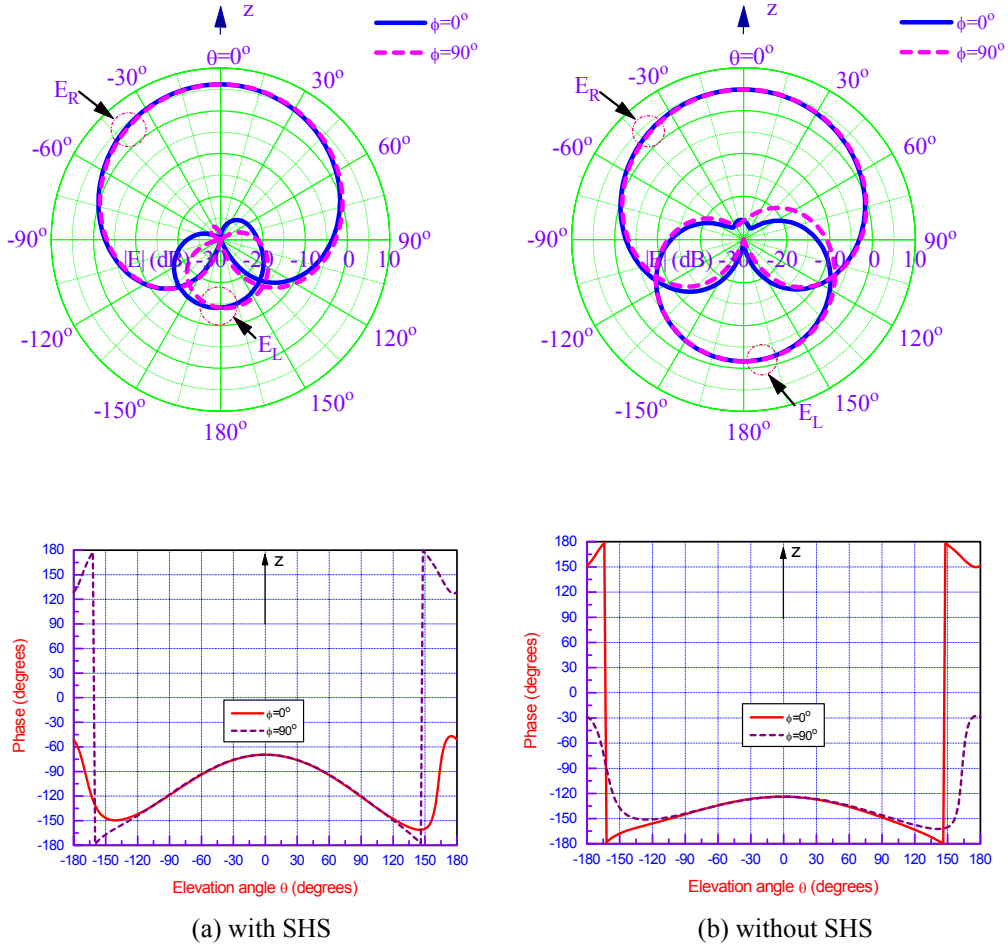 z
φ=0°
φ=90°
θ=0°
-30°
30°
E_R
-60°
60°
-90°
90°
|E| (dB) -30 -20 -10 0 10
-120°
120°
E_L
-150°
150°
180°
z
φ=0°
φ=90°
θ=0°
-30°
30°
E_R
-60°
60°
-90°
90°
|E| (dB) -30 -20 -10 0 10
-120°
120°
-150°
150°
E_L
180°
180
150
120
90
60
30
0
-30
-60
-90
-120
-150
-180
Phase (degrees)
z
φ=0°
φ=90°
-180 -150 -120 -90 -60 -30 0 30 60 90 120 150 180
Elevation angle θ (degrees)
(a) with SHS
180
150
120
90
60
30
0
-30
-60
-90
-120
-150
-180
Phase (degrees)
z
φ=0°
φ=90°
-180 -150 -120 -90 -60 -30 0 30 60 90 120 150 180
Elevation angle θ (degrees)
(b) without SHS